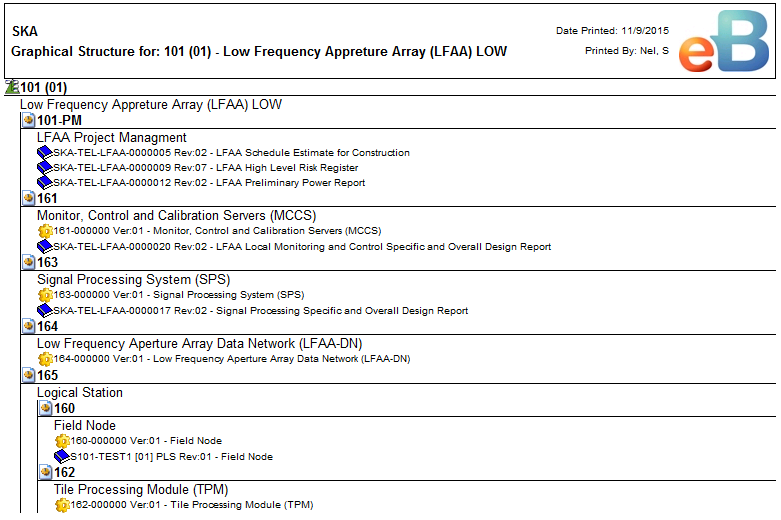 SKA
Date Printed: 11/9/2015
Graphical Structure for: 101 (01) - Low Frequency Appreture Array (LFAA) LOW
Printed By: Nel, S
eB
101 (01)
Low Frequency Appreture Array (LFAA) LOW
101-PM
LFAA Project Managment
SKA-TEL-LFAA-0000005 Rev:02 - LFAA Schedule Estimate for Construction
SKA-TEL-LFAA-0000009 Rev:07 - LFAA High Level Risk Register
SKA-TEL-LFAA-0000012 Rev:02 - LFAA Preliminary Power Report
161
Monitor, Control and Calibration Servers (MCCS)
161-000000 Ver:01 - Monitor, Control and Calibration Servers (MCCS)
SKA-TEL-LFAA-0000020 Rev:02 - LFAA Local Monitoring and Control Specific and Overall Design Report
163
Signal Processing System (SPS)
163-000000 Ver:01 - Signal Processing System (SPS)
SKA-TEL-LFAA-0000017 Rev:02 - Signal Processing Specific and Overall Design Report
164
Low Frequency Aperture Array Data Network (LFAA-DN)
164-000000 Ver:01 - Low Frequency Aperture Array Data Network (LFAA-DN)
165
Logical Station
160
Field Node
160-000000 Ver:01 - Field Node
S101-TEST1 [01] PLS Rev:01 - Field Node
162
Tile Processing Module (TPM)
162-000000 Ver:01 - Tile Processing Module (TPM)